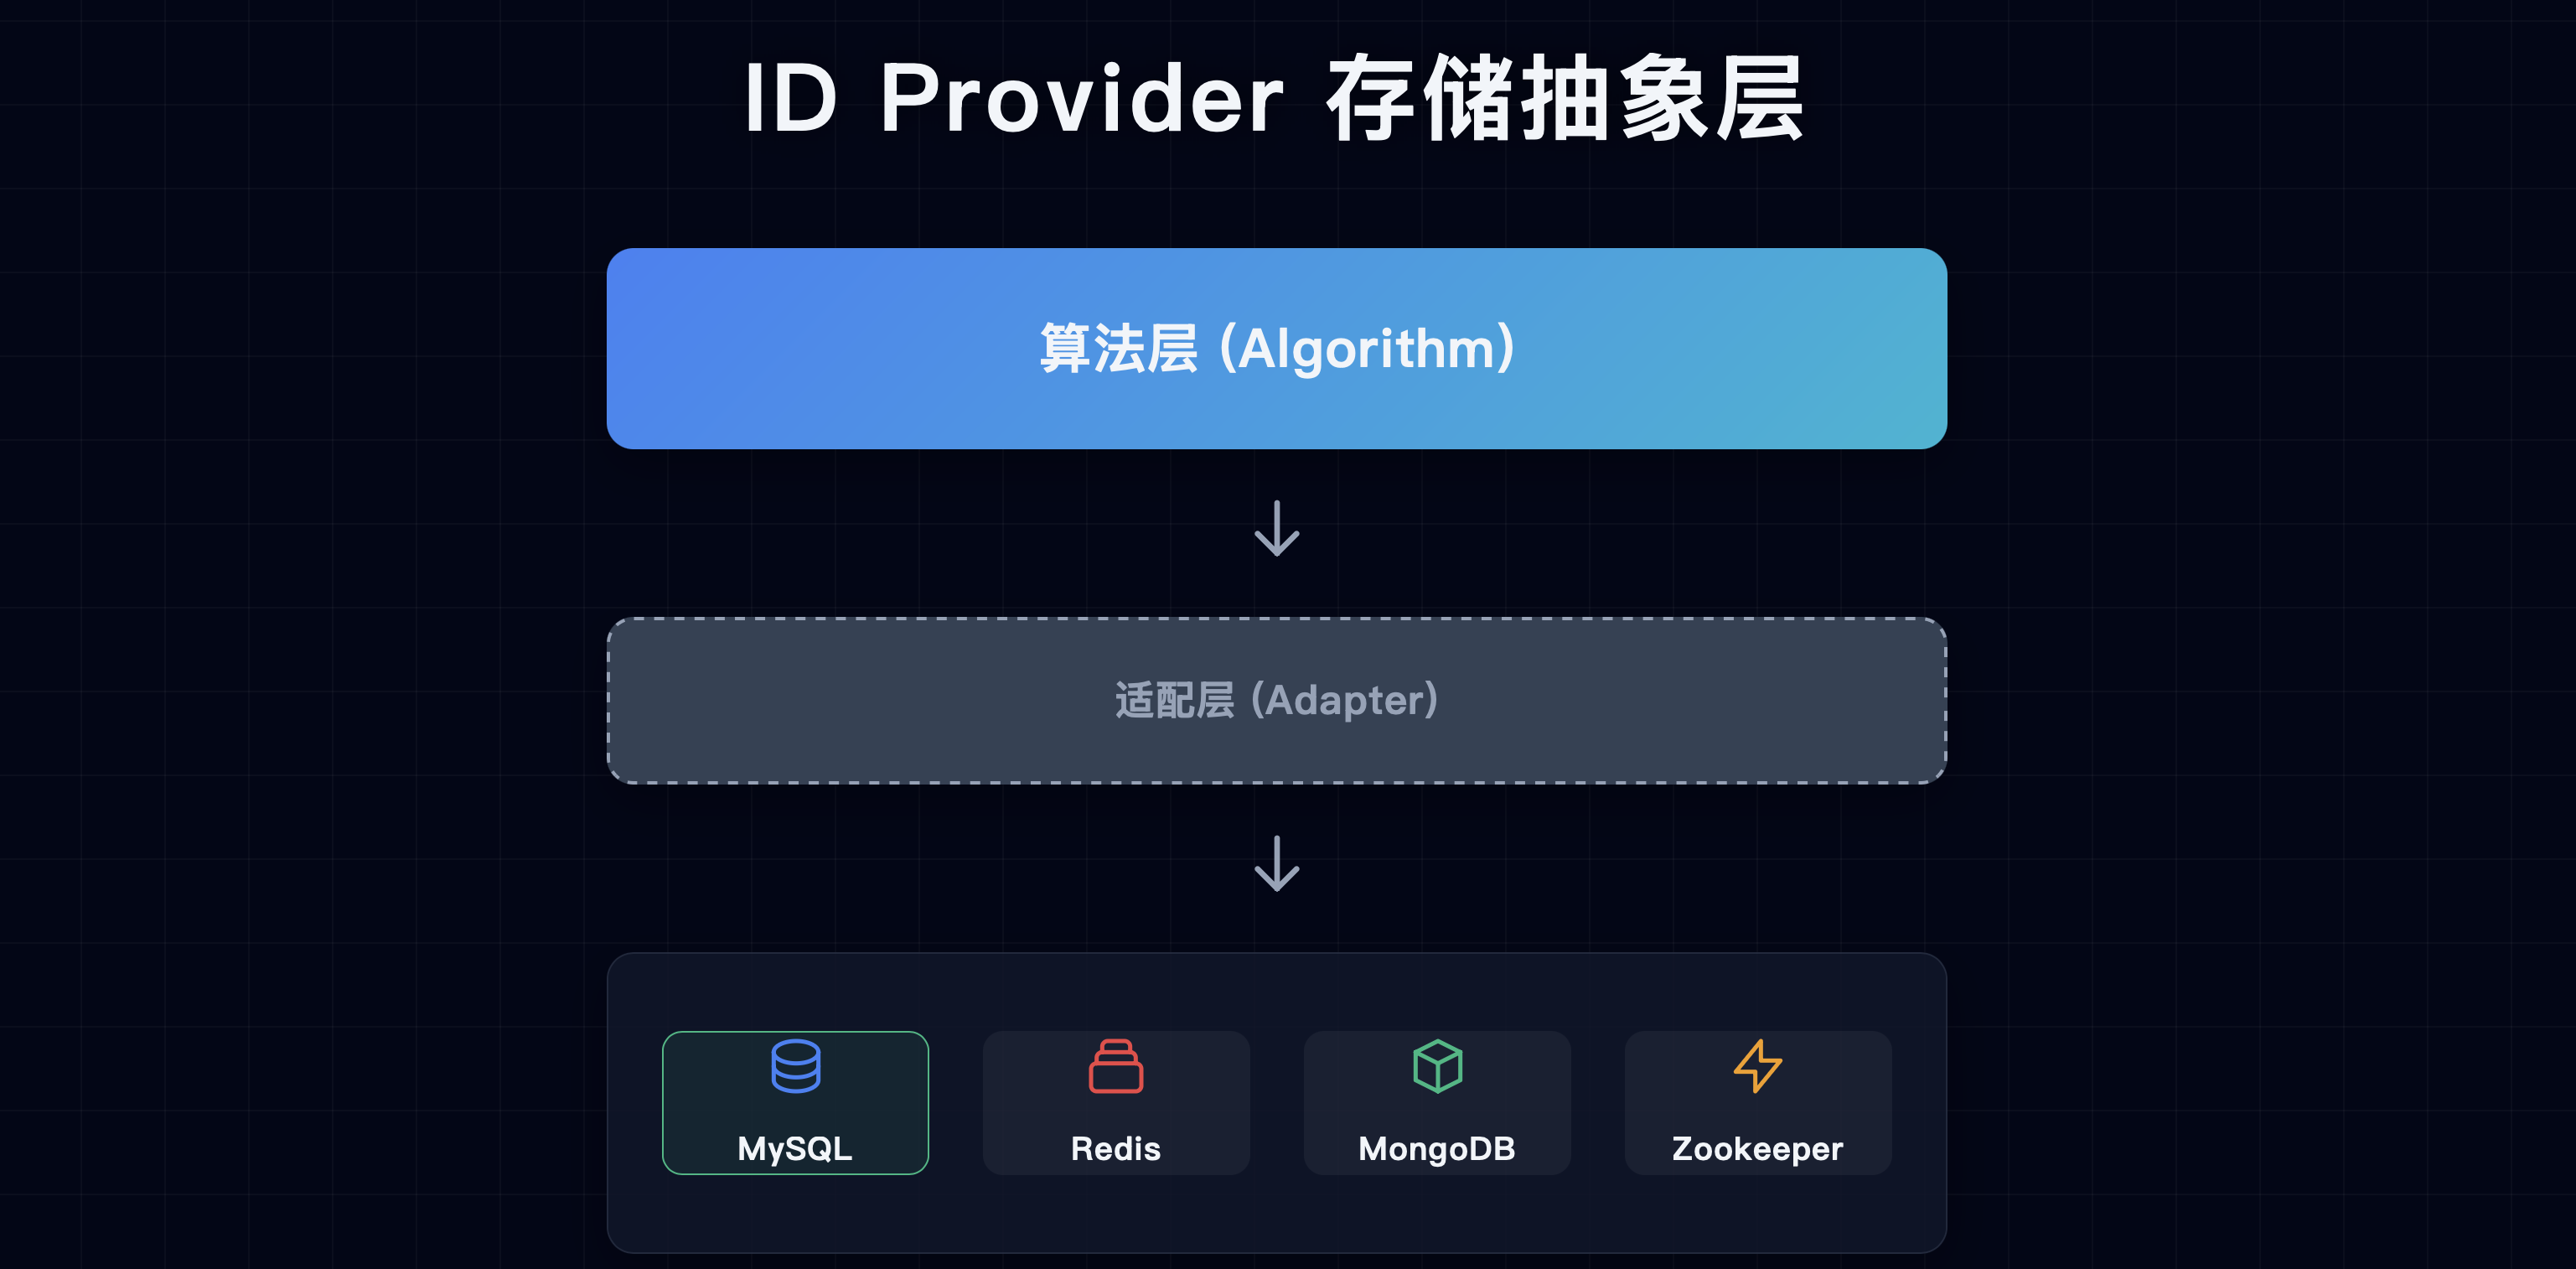 ID Provider 存储抽象层
算法层 (Algorithm)
适配层 (Adapter)
MySQL
Redis
MongoDB
Zookeeper